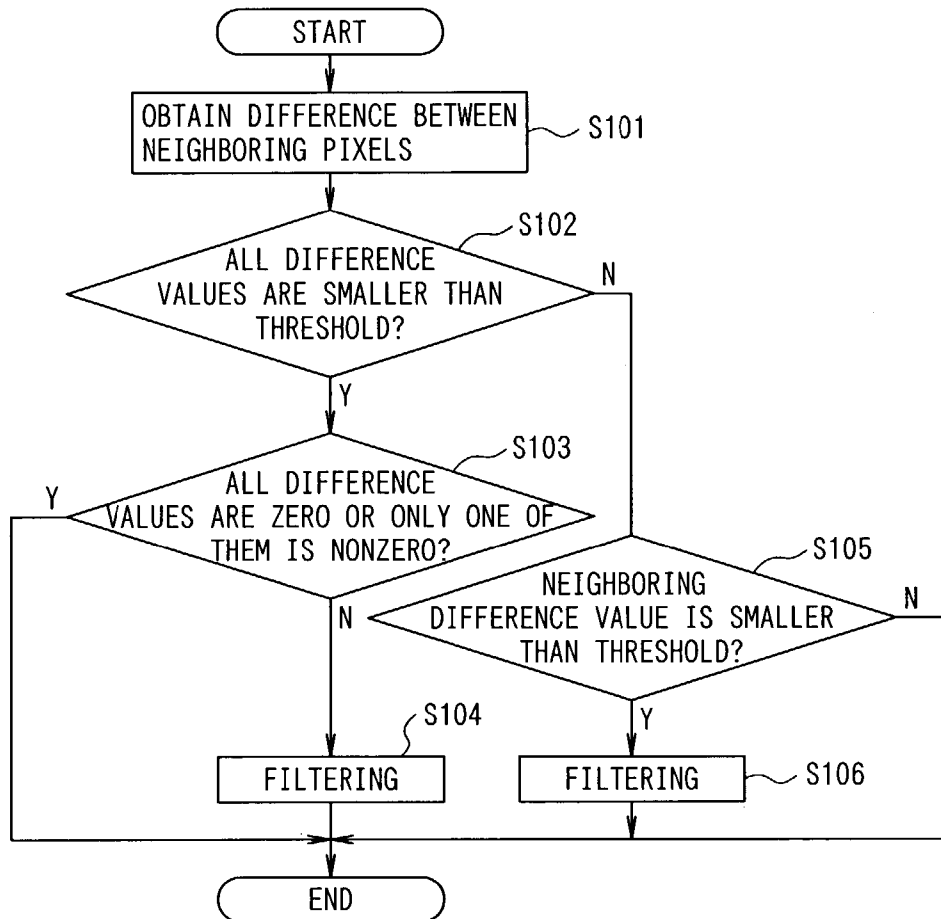 START
OBTAIN DIFFERENCE BETWEEN
NEIGHBORING PIXELS
S101
S102
ALL DIFFERENCE
VALUES ARE SMALLER THAN
THRESHOLD?
N
Y
S103
ALL DIFFERENCE
VALUES ARE ZERO OR ONLY ONE OF
THEM IS NONZERO?
Y
N
S105
NEIGHBORING
DIFFERENCE VALUE IS SMALLER
THAN THRESHOLD?
N
Y
S104
FILTERING
FILTERING
S106
END